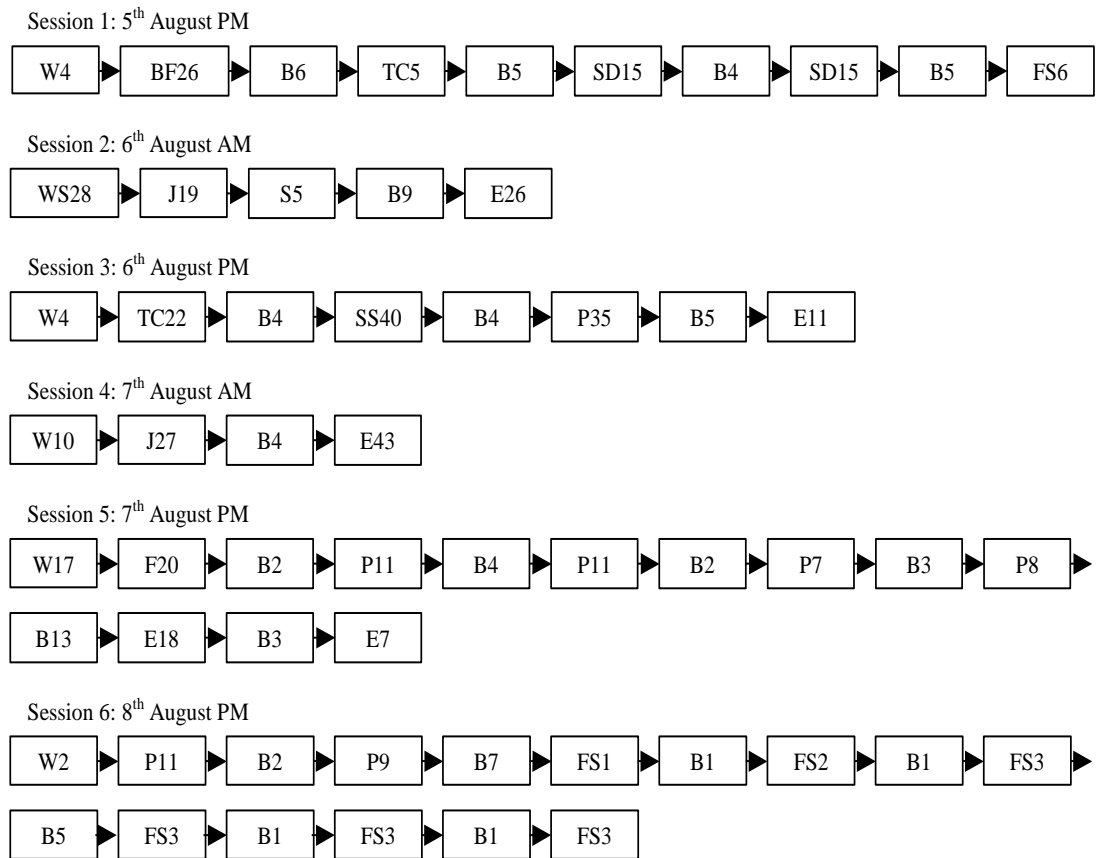 Session 1: 5th August PM
W4 BF26 B6 TC5 B5 SD15 B4 SD15 B5 FS6
Session 2: 6th August AM
WS28 J19 S5 B9 E26
Session 3: 6th August PM
W4 TC22 B4 SS40 B4 P35 B5 E11
Session 4: 7th August AM
W10 J27 B4 E43
Session 5: 7th August PM
W17 F20 B2 P11 B4 P11 B2 P7 B3 P8
B13 E18 B3 E7
Session 6: 8th August PM
W2 P11 B2 P9 B7 FS1 B1 FS2 B1 FS3
B5 FS3 B1 FS3 B1 FS3